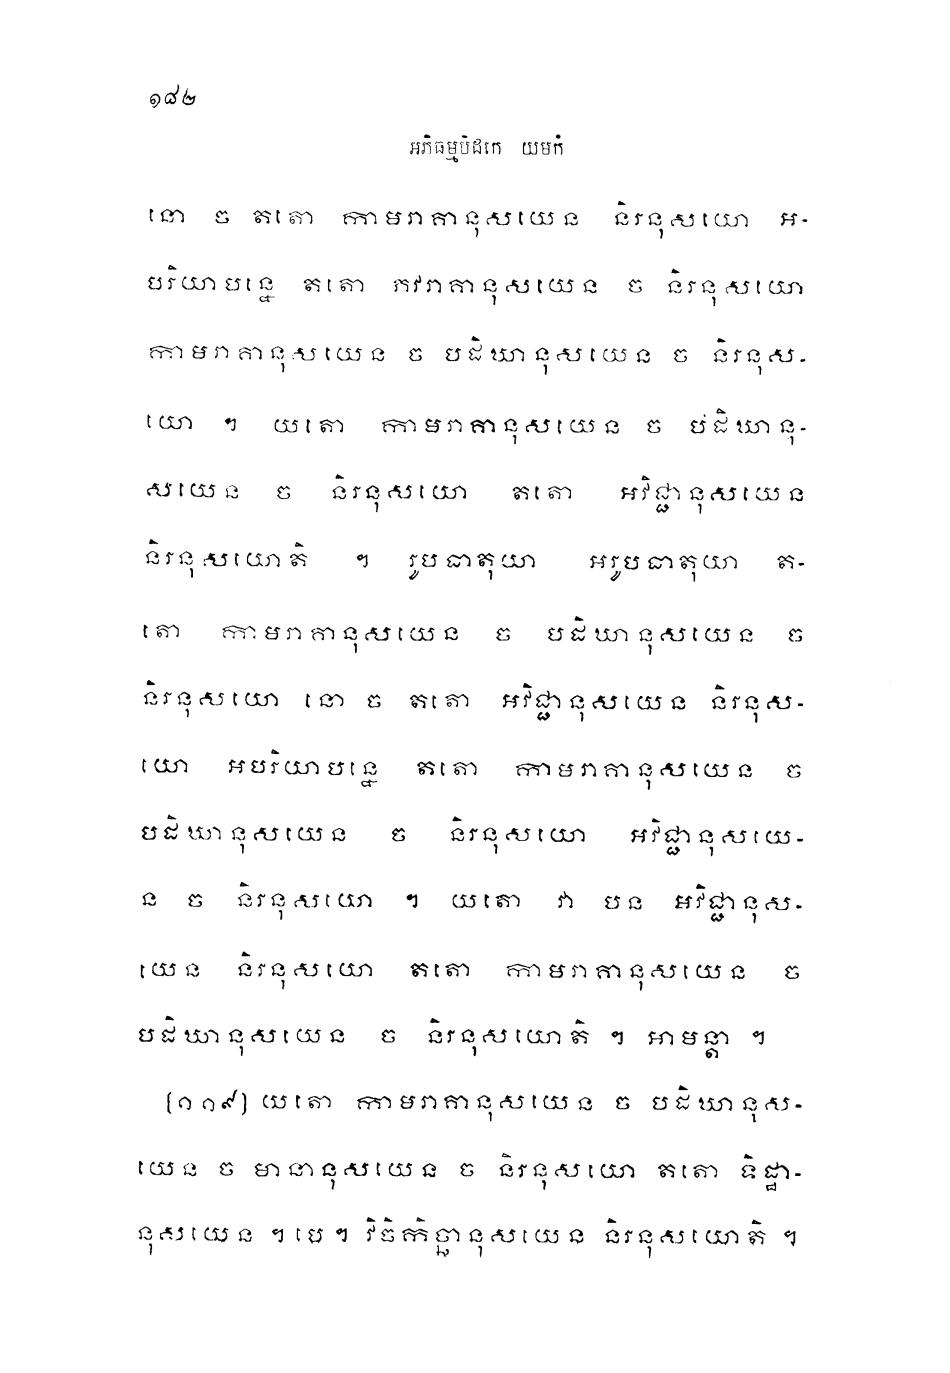 ១៨២
អភិធម្មបិដកេ យមកំ
នោ ច តតោ កាមរាគានុសយេន និរនុសយោ អ-
បរិយាបន្នេ តតោ ភវរាគានុសយេន ច និរនុសយោ
កាមរាគានុសយេន ច បដិឃានុសយេន ច និរនុស-
យោ ។ យតោ កាមរាគានុសយេន ច បដិឃានុ-
សយេន ច និរនុសយោ តតោ អវិជ្ជានុសយេន
និរនុសយោតិ ។ រូបធាតុយា អរូបធាតុយា ត-
តោ កាមរាគានុសយេន ច បដិឃានុសយេន ច
និរនុសយោ នោ ច តតោ អវិជ្ជានុសយេន និរនុស-
យោ អបរិយាបន្នេ តតោ កាមរាគានុសយេន ច
បដិឃានុសយេន ច និរនុសយោ អវិជ្ជានុសយេ-
ន ច និរនុសយោ ។ យតោ វា បន អវិជ្ជានុស-
យេន និរនុសយោ តតោ កាមរាគានុសយេន ច
បដិឃានុសយេន ច និរនុសយោតិ ។ អាមន្តា ។
(១១៩) យតោ កាមរាគានុសយេន ច បដិឃានុស-
យេន ច មានានុសយេន ច និរនុសយោ តតោ ទិដ្ឋា-
នុសយេន ។ បេ ។ វិចិកិច្ឆានុសយេន និរនុសយោតិ ។